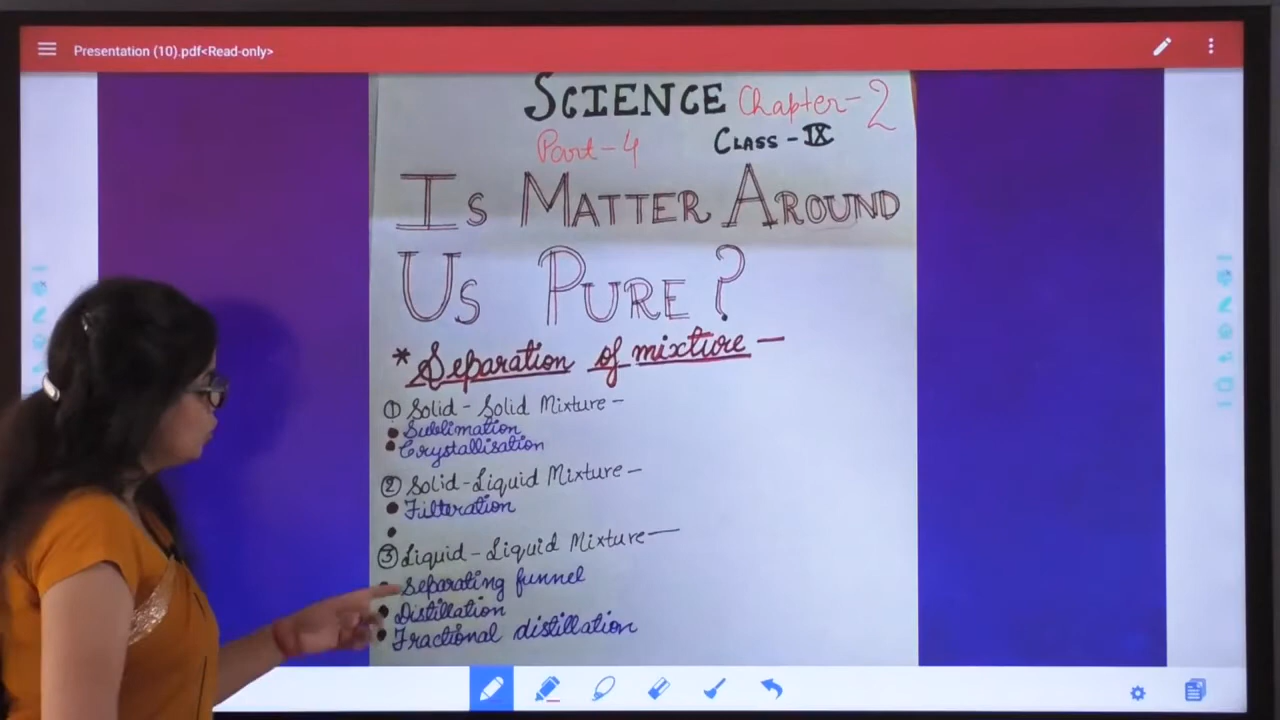 Presentation (10).pdf<Read-only>
SCIENCE Chapter-2
Part-4 CLASS-IX
IS MATTER AROUND
US PURE ?
* Separation of mixture —
① Solid - Solid Mixture -
• Sublimation
• Crystallisation
② Solid-Liquid Mixture -
• Filteration
•
③ Liquid - Liquid Mixture —
• Separating funnel
• Distillation
• Fractional distillation